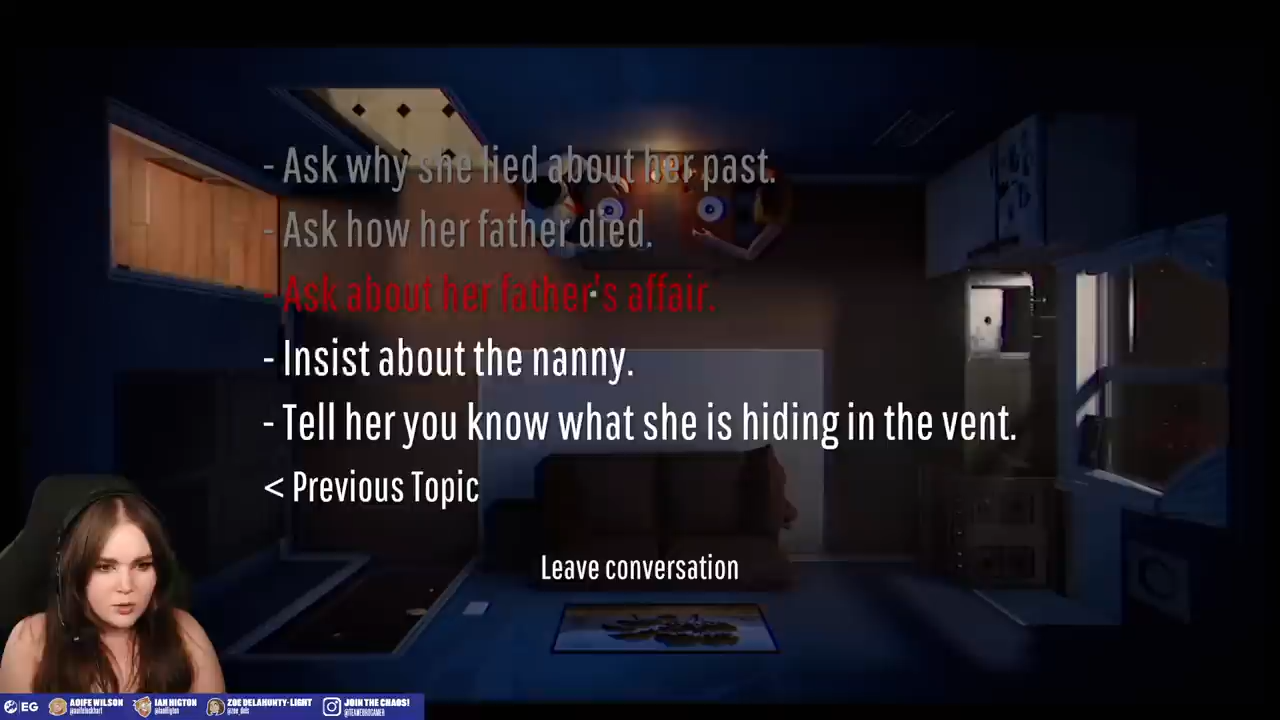 - Ask why she lied about her past.
- Ask how her father died.
- Ask about her father's affair.
- Insist about the nanny.
- Tell her you know what she is hiding in the vent.
< Previous Topic
Leave conversation
EG AOIFE WILSON IAN HIGTON ZOE DELAHUNTY-LIGHT JOIN THE CHAOS!
@TEAMEUROGAMER